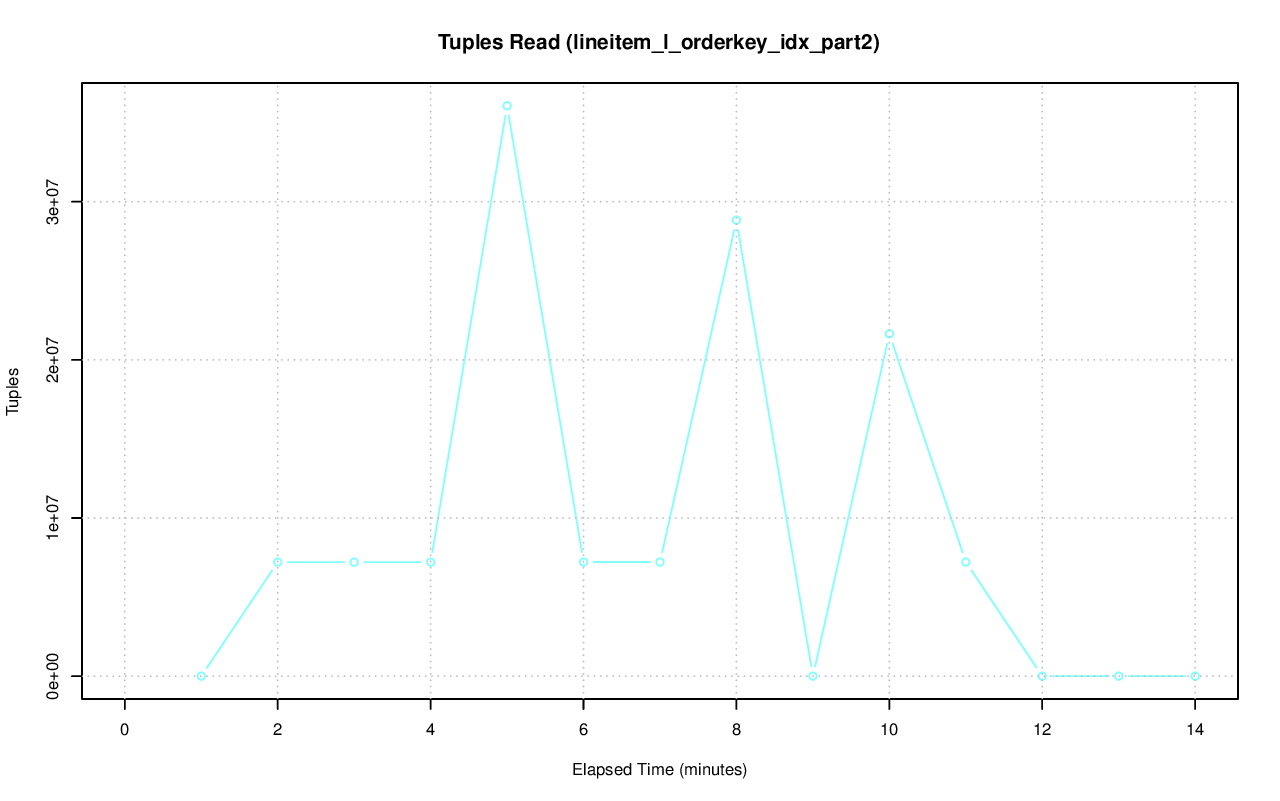 Tuples Read (lineitem_l_orderkey_idx_part2)
3e+07
2e+07
1e+07
0e+00
Tuples
0 2 4 6 8 10 12 14
Elapsed Time (minutes)